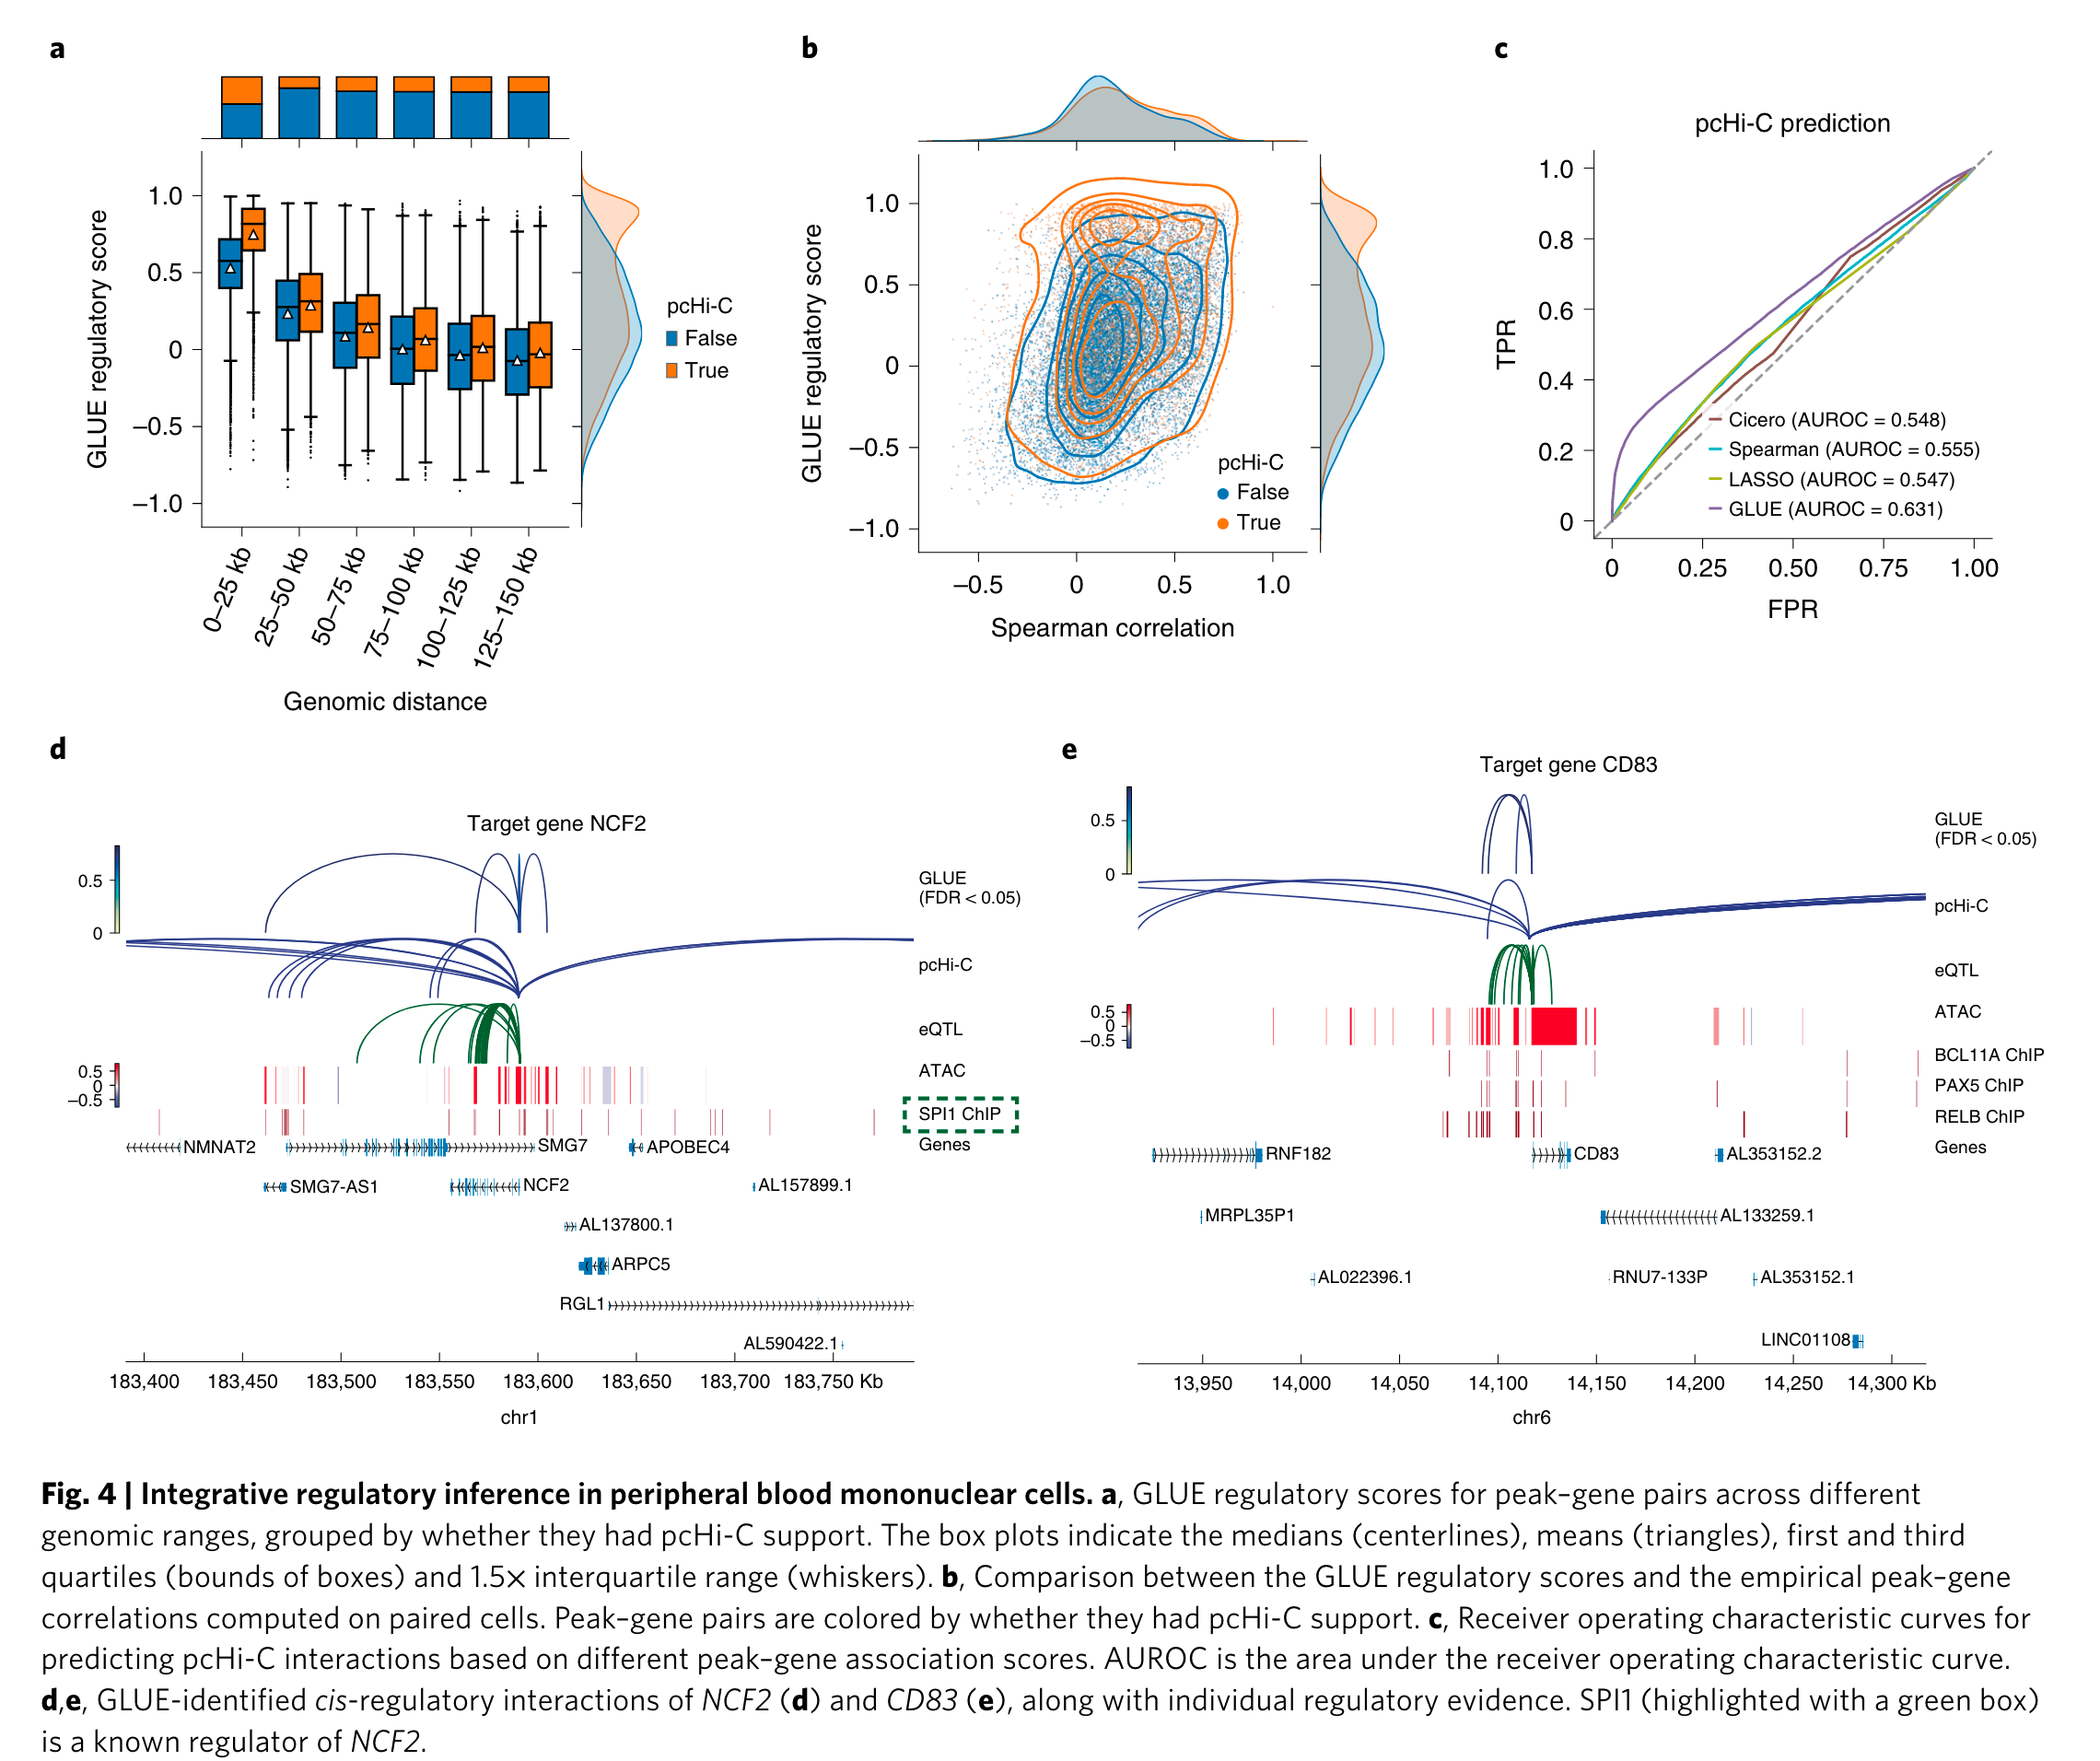 a
1.0
0.5
0
−0.5
−1.0
GLUE regulatory score
0–25 kb
25–50 kb
50–75 kb
75–100 kb
100–125 kb
125–150 kb
Genomic distance
pcHi-C
False
True
b
1.0
0.5
0
−0.5
−1.0
GLUE regulatory score
−0.5
0
0.5
1.0
Spearman correlation
pcHi-C
False
True
c
pcHi-C prediction
1.0
0.8
0.6
0.4
0.2
0
TPR
Cicero (AUROC = 0.548)
Spearman (AUROC = 0.555)
LASSO (AUROC = 0.547)
GLUE (AUROC = 0.631)
0
0.25
0.50
0.75
1.00
FPR
d
Target gene NCF2
0.5
0
GLUE
(FDR < 0.05)
pcHi-C
eQTL
0.5
0
−0.5
ATAC
SPI1 ChIP
Genes
NMNAT2
SMG7
APOBEC4
SMG7-AS1
NCF2
AL157899.1
AL137800.1
ARPC5
RGL1
AL590422.1
183,400
183,450
183,500
183,550
183,600
183,650
183,700
183,750 Kb
chr1
e
Target gene CD83
0.5
0
GLUE
(FDR < 0.05)
pcHi-C
eQTL
0.5
0
−0.5
ATAC
BCL11A ChIP
PAX5 ChIP
RELB ChIP
Genes
RNF182
CD83
AL353152.2
MRPL35P1
AL133259.1
AL022396.1
RNU7-133P
AL353152.1
LINC01108
13,950
14,000
14,050
14,100
14,150
14,200
14,250
14,300 Kb
chr6
Fig. 4 | Integrative regulatory inference in peripheral blood mononuclear cells. a, GLUE regulatory scores for peak–gene pairs across different
genomic ranges, grouped by whether they had pcHi-C support. The box plots indicate the medians (centerlines), means (triangles), first and third
quartiles (bounds of boxes) and 1.5× interquartile range (whiskers). b, Comparison between the GLUE regulatory scores and the empirical peak–gene
correlations computed on paired cells. Peak–gene pairs are colored by whether they had pcHi-C support. c, Receiver operating characteristic curves for
predicting pcHi-C interactions based on different peak–gene association scores. AUROC is the area under the receiver operating characteristic curve.
d,e, GLUE-identified cis-regulatory interactions of NCF2 (d) and CD83 (e), along with individual regulatory evidence. SPI1 (highlighted with a green box)
is a known regulator of NCF2.